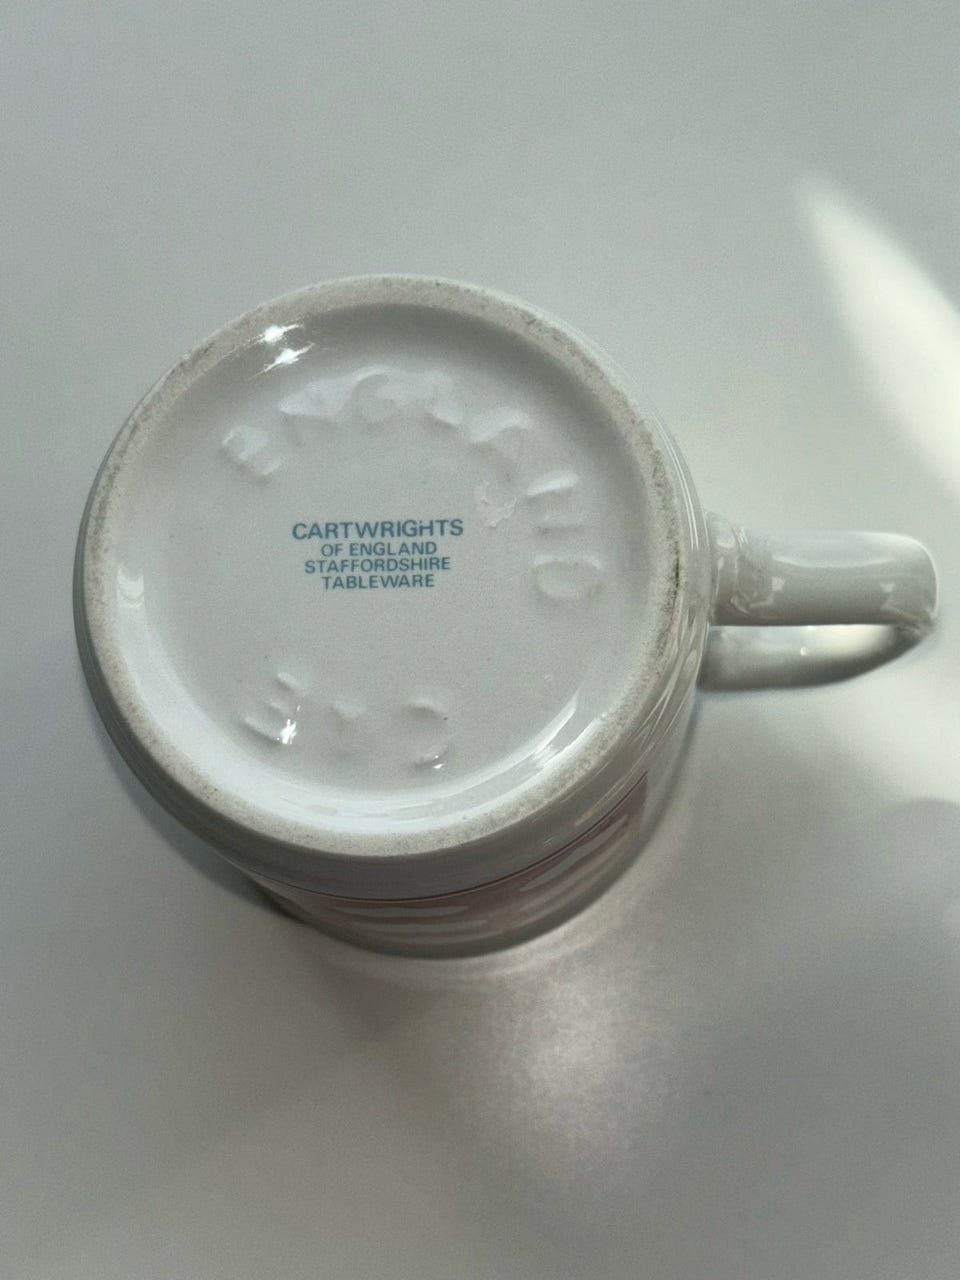 ENGLAND
CARTWRIGHTS
OF ENGLAND
STAFFORDSHIRE
TABLEWARE